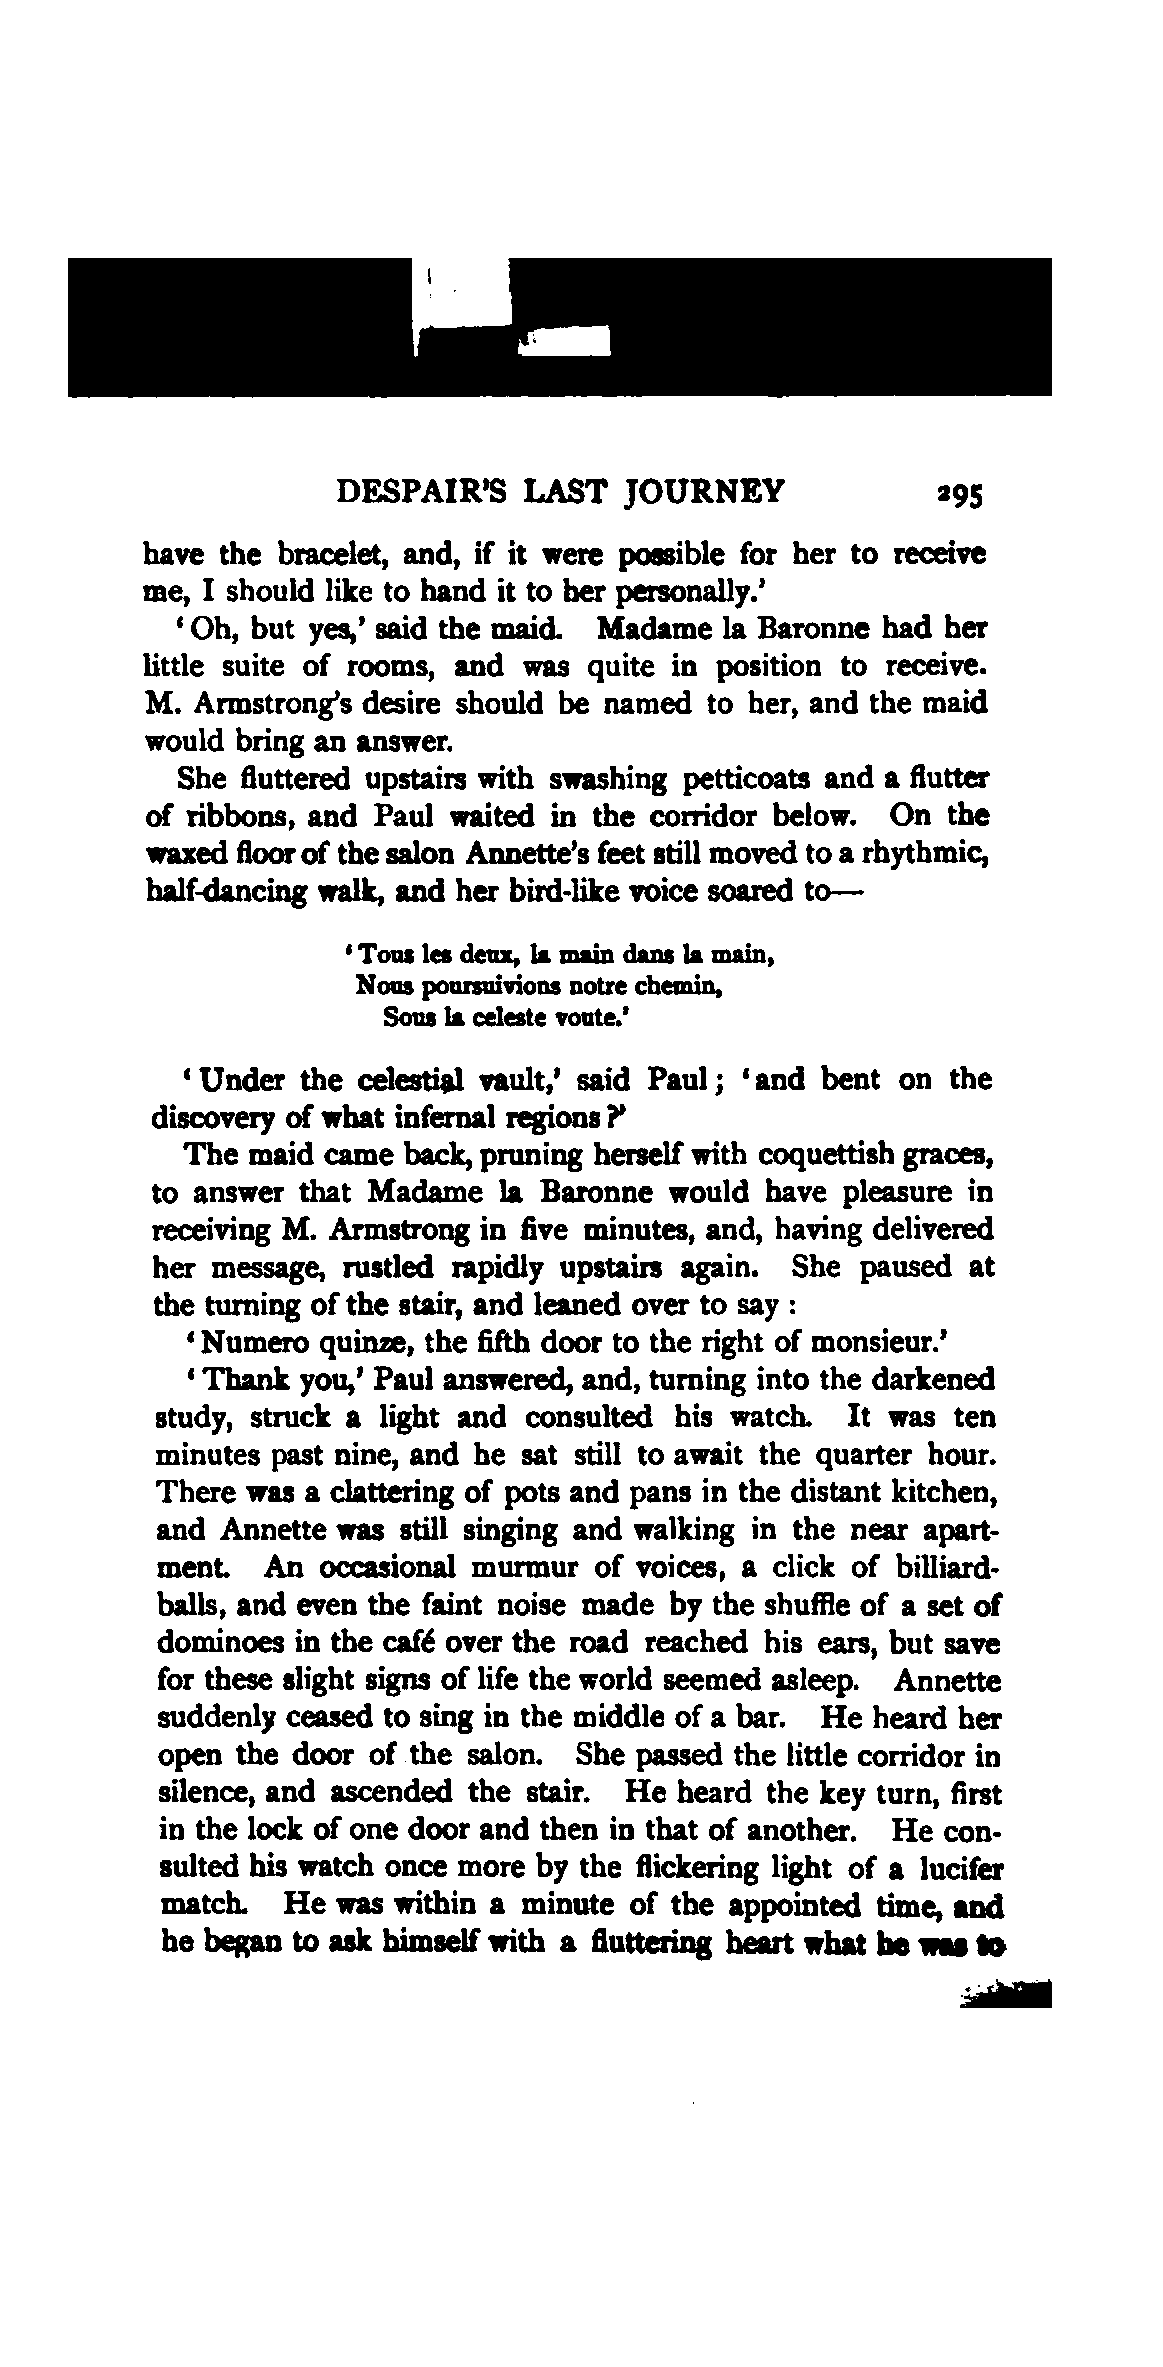 DESPAIR'S LAST JOURNEY 295
have the bracelet, and, if it were possible for her to receive
me, I should like to hand it to her personally.'
'Oh, but yes,' said the maid. Madame la Baronne had her
little suite of rooms, and was quite in position to receive.
M. Armstrong's desire should be named to her, and the maid
would bring an answer.
She fluttered upstairs with swashing petticoats and a flutter
of ribbons, and Paul waited in the corridor below. On the
waxed floor of the salon Annette's feet still moved to a rhythmic,
half-dancing walk, and her bird-like voice soared to—
'Tous les deux, la main dans la main,
Nous poursuivions notre chemin,
Sous la celeste voute.'
'Under the celestial vault,' said Paul; 'and bent on the
discovery of what infernal regions?'
The maid came back, pruning herself with coquettish graces,
to answer that Madame la Baronne would have pleasure in
receiving M. Armstrong in five minutes, and, having delivered
her message, rustled rapidly upstairs again. She paused at
the turning of the stair, and leaned over to say:
'Numero quinze, the fifth door to the right of monsieur.'
'Thank you,' Paul answered, and, turning into the darkened
study, struck a light and consulted his watch. It was ten
minutes past nine, and he sat still to await the quarter hour.
There was a clattering of pots and pans in the distant kitchen,
and Annette was still singing and walking in the near apart-
ment. An occasional murmur of voices, a click of billiard-
balls, and even the faint noise made by the shuffle of a set of
dominoes in the café over the road reached his ears, but save
for these slight signs of life the world seemed asleep. Annette
suddenly ceased to sing in the middle of a bar. He heard her
open the door of the salon. She passed the little corridor in
silence, and ascended the stair. He heard the key turn, first
in the lock of one door and then in that of another. He con-
sulted his watch once more by the flickering light of a lucifer
match. He was within a minute of the appointed time, and
he began to ask himself with a fluttering heart what he was to